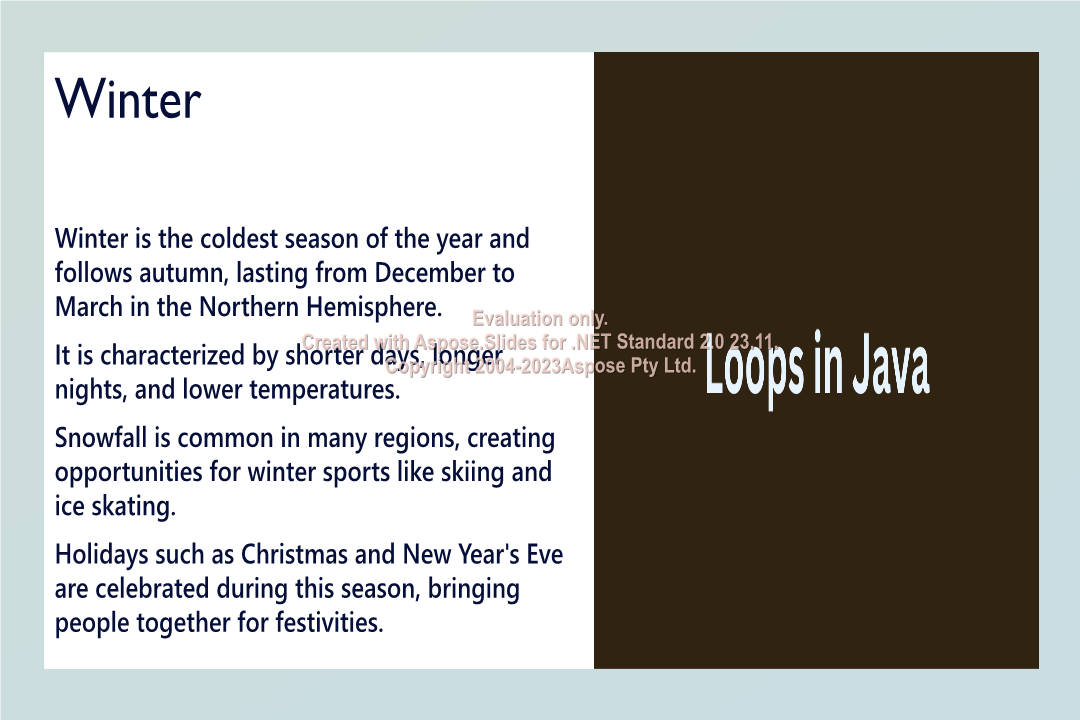 Winter
Winter is the coldest season of the year and
follows autumn, lasting from December to
March in the Northern Hemisphere.
It is characterized by shorter days, longer
nights, and lower temperatures.
Snowfall is common in many regions, creating
opportunities for winter sports like skiing and
ice skating.
Holidays such as Christmas and New Year's Eve
are celebrated during this season, bringing
people together for festivities.
Evaluation only.
Created with Aspose.Slides for .NET Standard 2.0 23.11.
Copyright 2004-2023Aspose Pty Ltd.
Loops in Java